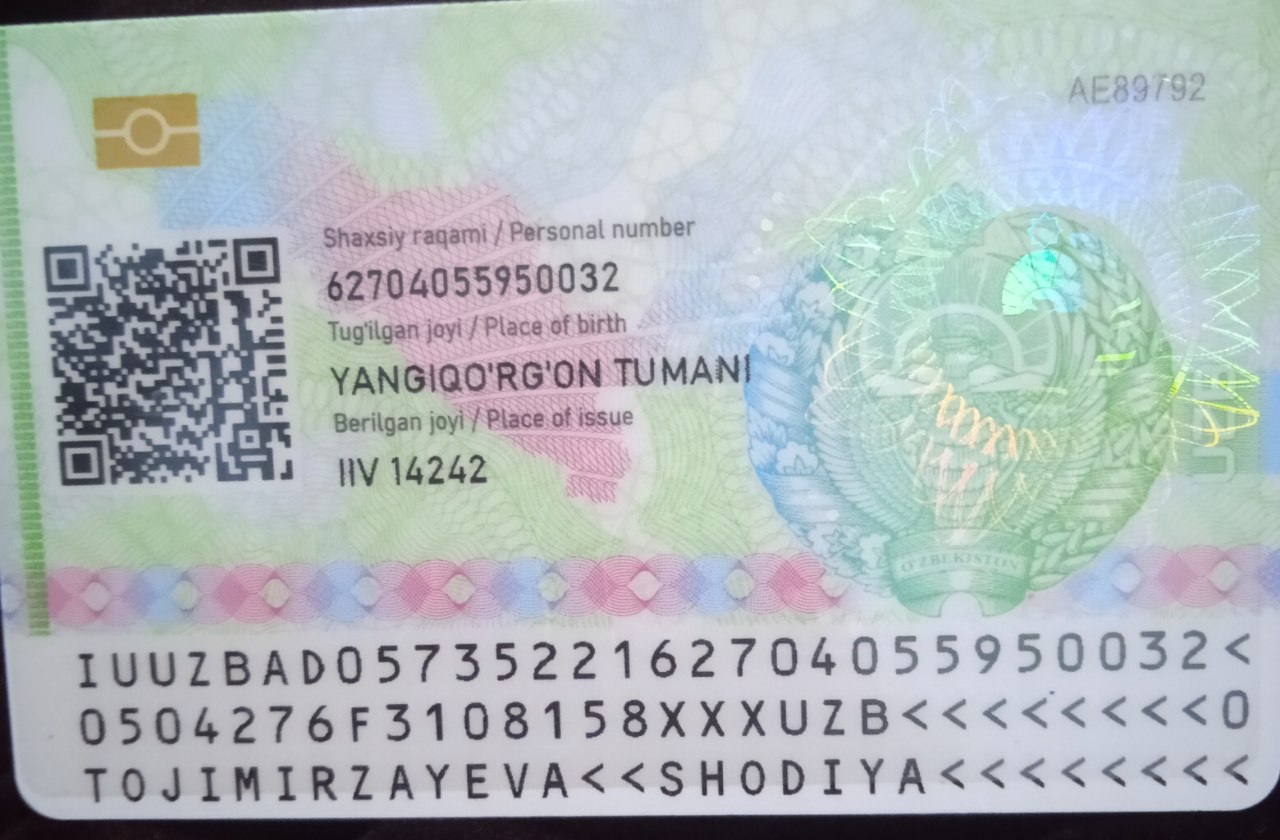 AE89792
Shaxsiy raqami / Personal number
62704055950032
Tug'ilgan joyi / Place of birth
YANGIQO'RG'ON TUMANI
Berilgan joyi / Place of issue
IIV 14242
O'ZBEKISTON
IUUZBAD0573522162704055950032<
0504276F3108158XXXUZB<<<<<<<<0
TOJIMIRZAYEVA<<SHODIYA<<<<<<<<